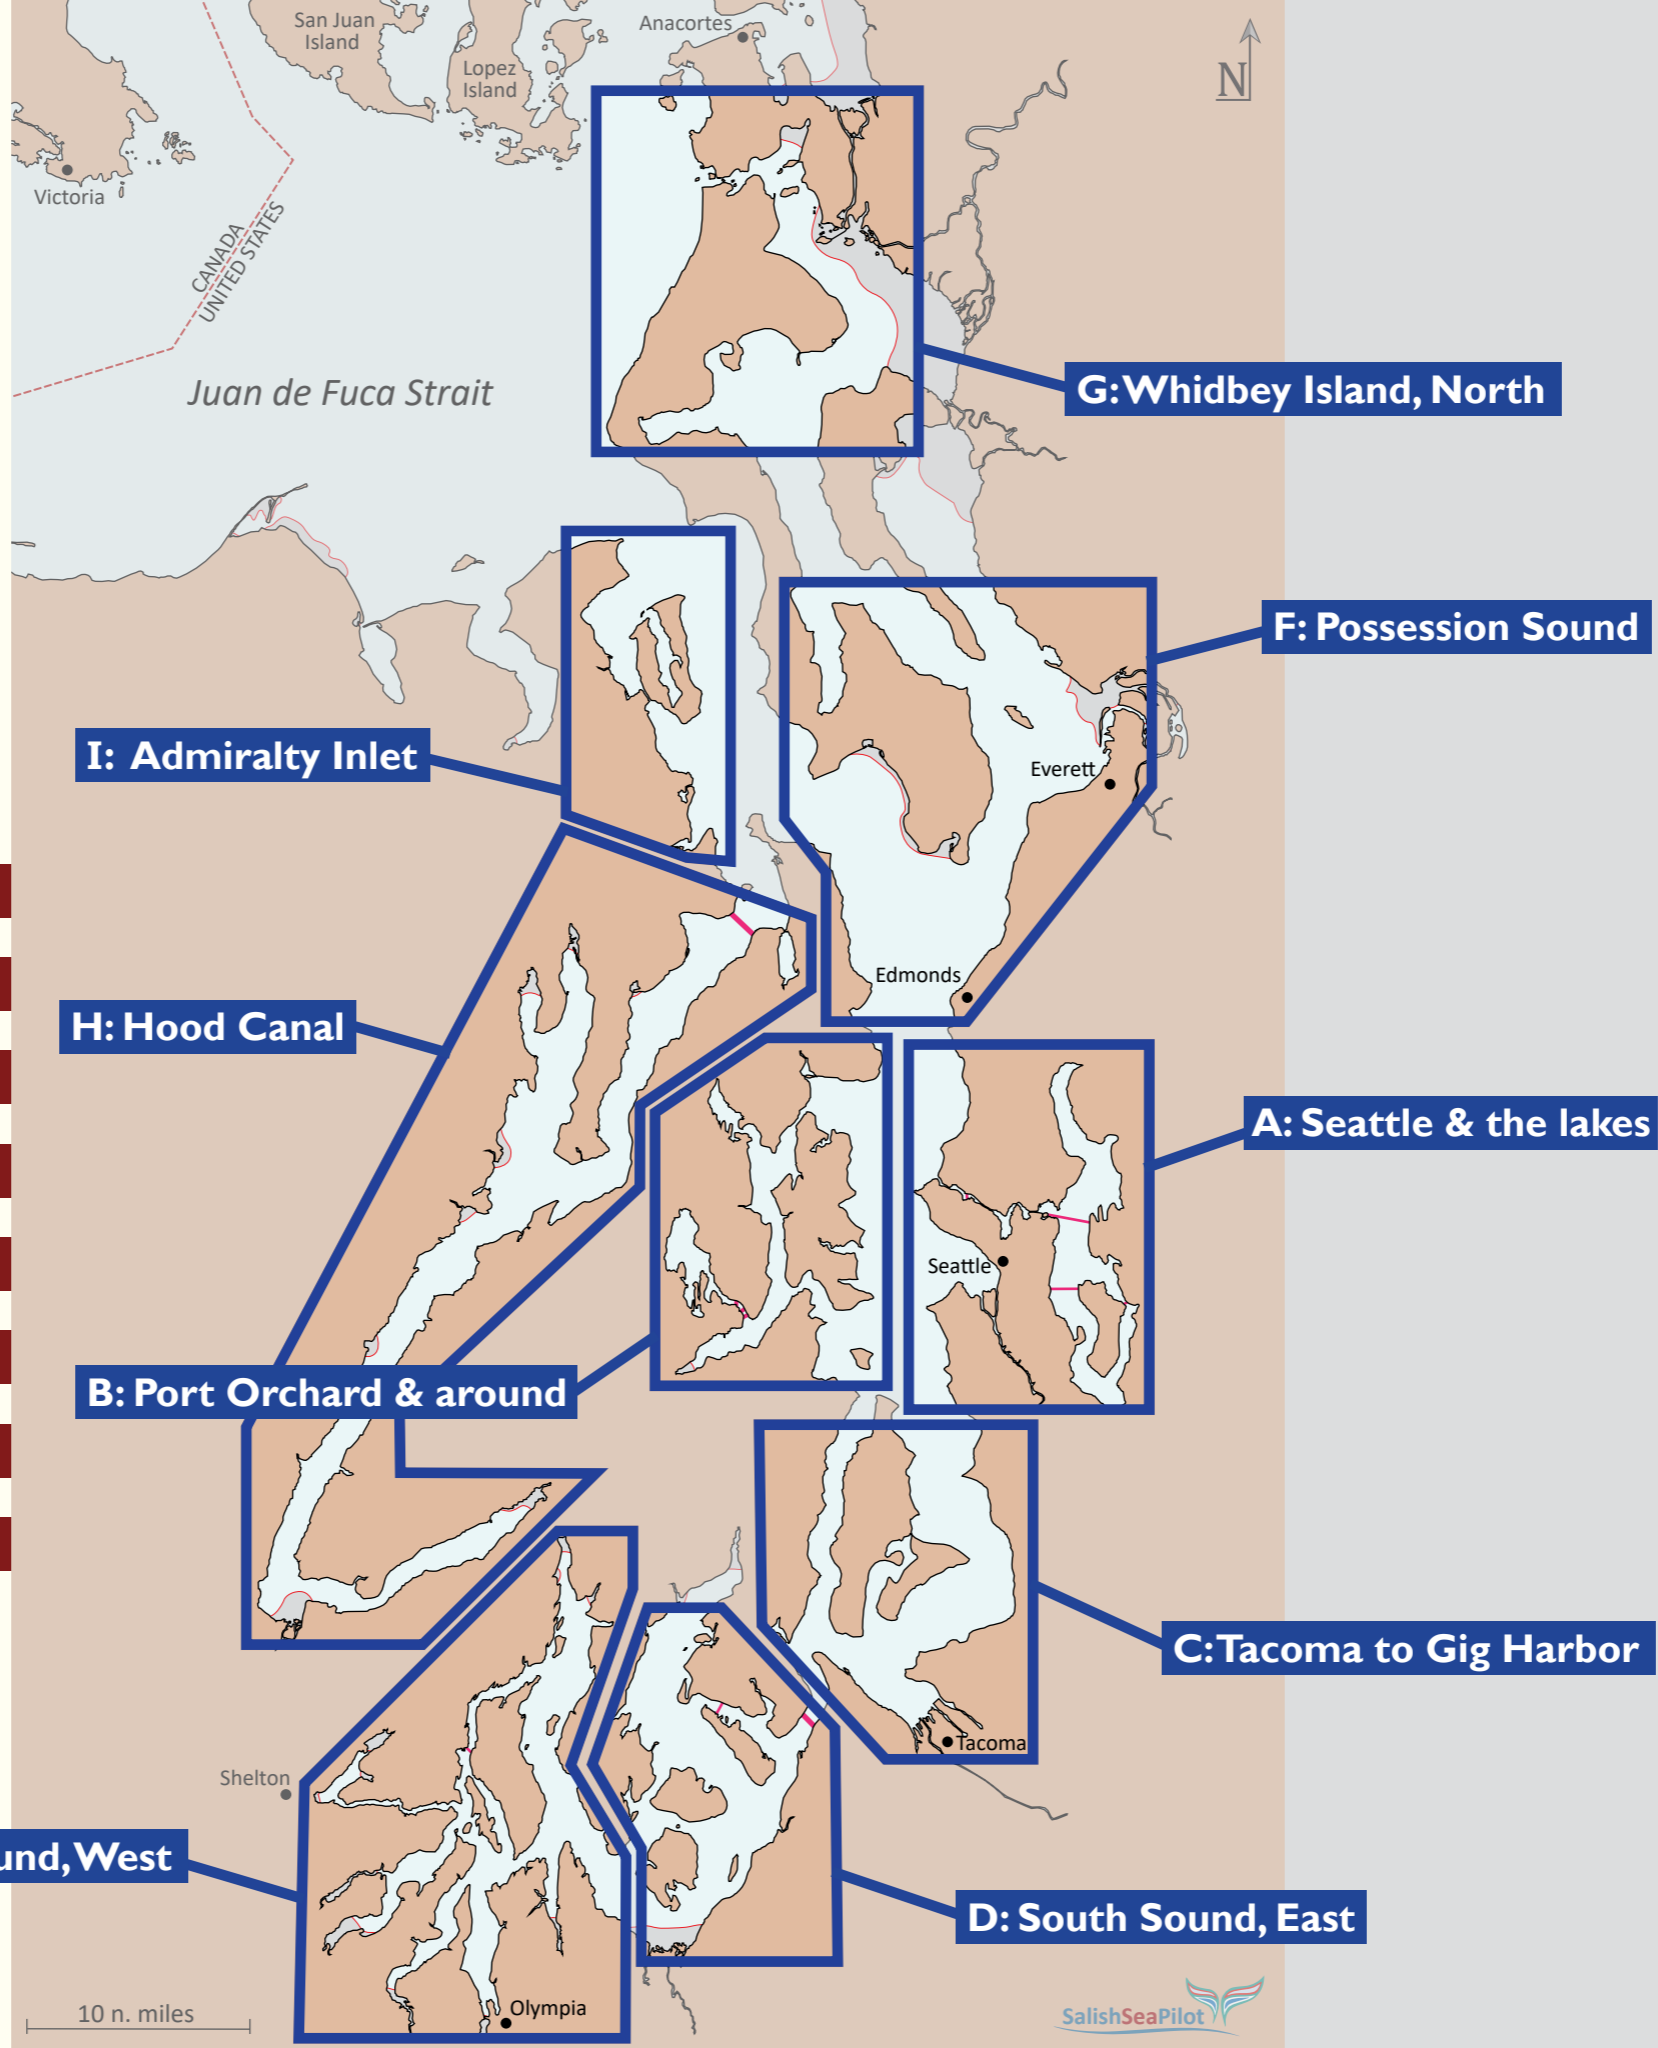 San Juan
Island
Anacortes
Lopez
Island
N
Victoria
CANADA
UNITED STATES
Juan de Fuca Strait
G: Whidbey Island, North
F: Possession Sound
I: Admiralty Inlet
Everett
Edmonds
H: Hood Canal
A: Seattle & the lakes
Seattle
B: Port Orchard & around
C: Tacoma to Gig Harbor
Tacoma
Shelton
und, West
D: South Sound, East
Olympia
10 n. miles
SalishSeaPilot